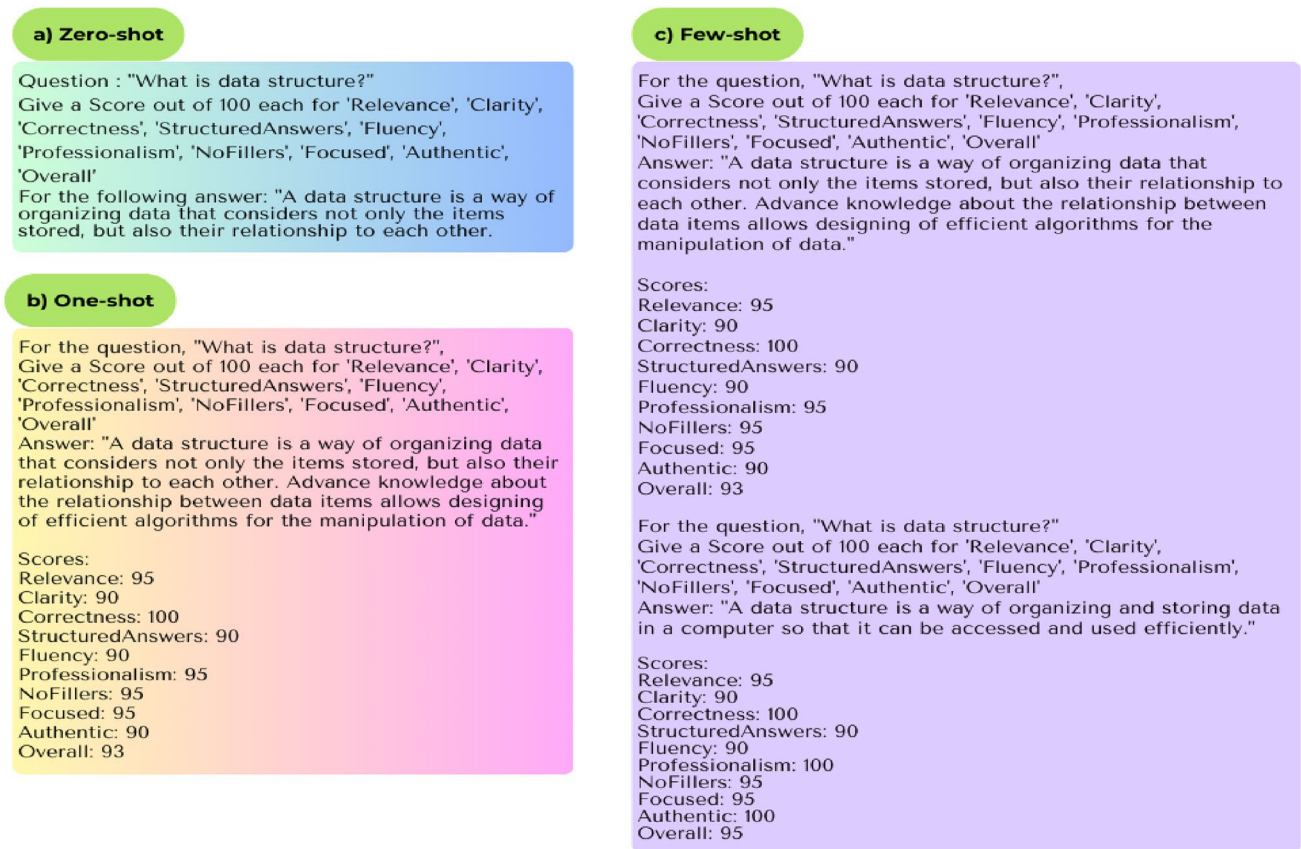 a) Zero-shot
Question : "What is data structure?"
Give a Score out of 100 each for 'Relevance', 'Clarity',
'Correctness', 'StructuredAnswers', 'Fluency',
'Professionalism', 'NoFillers', 'Focused', 'Authentic',
'Overall'
For the following answer: "A data structure is a way of
organizing data that considers not only the items
stored, but also their relationship to each other.
b) One-shot
For the question, "What is data structure?",
Give a Score out of 100 each for 'Relevance', 'Clarity',
'Correctness', 'StructuredAnswers', 'Fluency',
'Professionalism', 'NoFillers', 'Focused', 'Authentic',
'Overall'
Answer: "A data structure is a way of organizing data
that considers not only the items stored, but also their
relationship to each other. Advance knowledge about
the relationship between data items allows designing
of efficient algorithms for the manipulation of data."
Scores:
Relevance: 95
Clarity: 90
Correctness: 100
StructuredAnswers: 90
Fluency: 90
Professionalism: 95
NoFillers: 95
Focused: 95
Authentic: 90
Overall: 93
c) Few-shot
For the question, "What is data structure?",
Give a Score out of 100 each for 'Relevance', 'Clarity',
'Correctness', 'StructuredAnswers', 'Fluency', 'Professionalism',
'NoFillers', 'Focused', 'Authentic', 'Overall'
Answer: "A data structure is a way of organizing data that
considers not only the items stored, but also their relationship to
each other. Advance knowledge about the relationship between
data items allows designing of efficient algorithms for the
manipulation of data."
Scores:
Relevance: 95
Clarity: 90
Correctness: 100
StructuredAnswers: 90
Fluency: 90
Professionalism: 95
NoFillers: 95
Focused: 95
Authentic: 90
Overall: 93
For the question, "What is data structure?"
Give a Score out of 100 each for 'Relevance', 'Clarity',
'Correctness', 'StructuredAnswers', 'Fluency', 'Professionalism',
'NoFillers', 'Focused', 'Authentic', 'Overall'
Answer: "A data structure is a way of organizing and storing data
in a computer so that it can be accessed and used efficiently."
Scores:
Relevance: 95
Clarity: 90
Correctness: 100
StructuredAnswers: 90
Fluency: 90
Professionalism: 100
NoFillers: 95
Focused: 95
Authentic: 100
Overall: 95